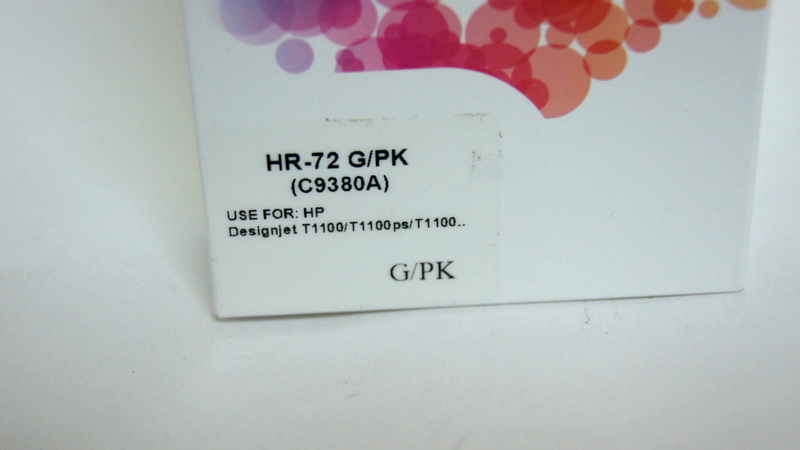 HR-72 G/PK
(C9380A)
USE FOR: HP
Designjet T1100/T1100ps/T1100..
G/PK